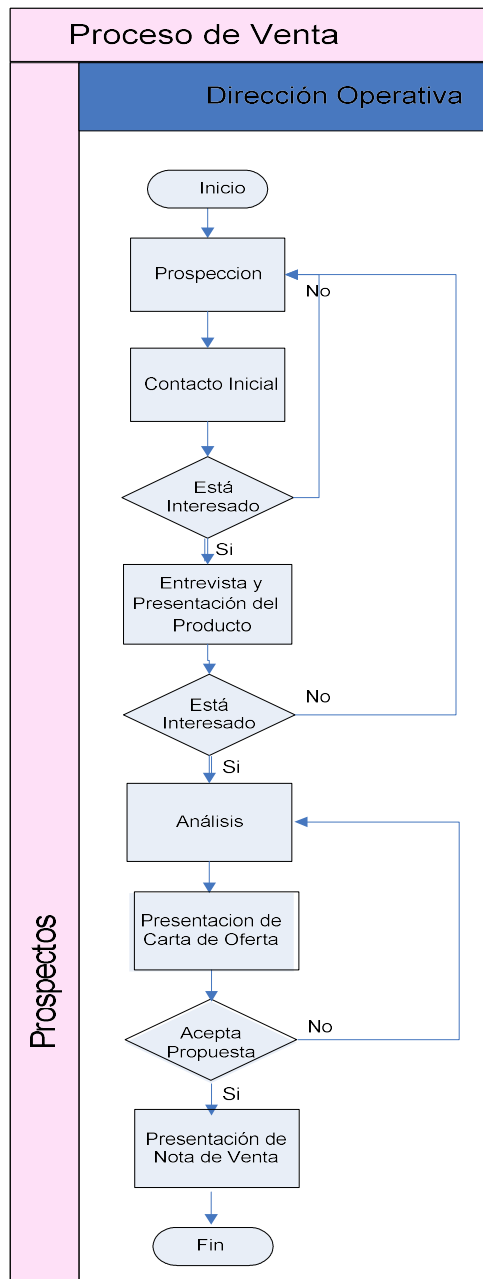 Proceso de Venta
Dirección Operativa
Prospectos
Inicio
Prospeccion
No
Contacto Inicial
Está
Interesado
Si
Entrevista y
Presentación del
Producto
Está
Interesado
No
Si
Análisis
Presentacion de
Carta de Oferta
Acepta
Propuesta
No
Si
Presentación de
Nota de Venta
Fin